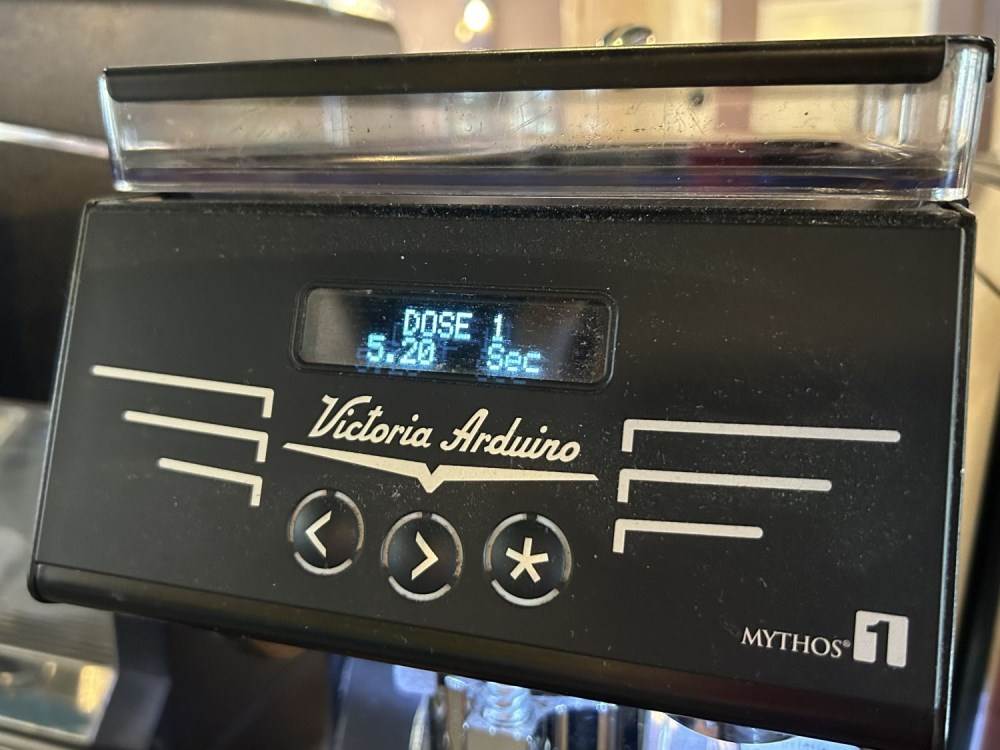 DOSE 1
5.20 Sec
Victoria Arduino
< > *
MYTHOS® 1